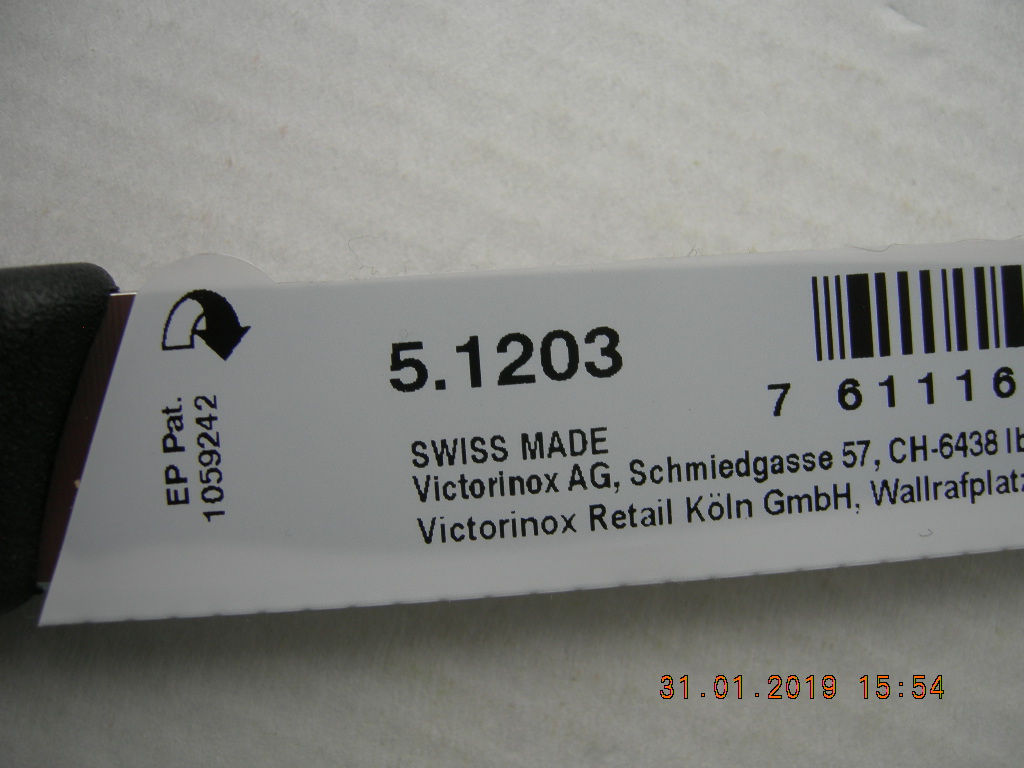 EP Pat.
1059242
5.1203
7 61116
SWISS MADE
Victorinox AG, Schmiedgasse 57, CH-6438 Ib
Victorinox Retail Köln GmbH, Wallrafplatz
31.01.2019 15:54